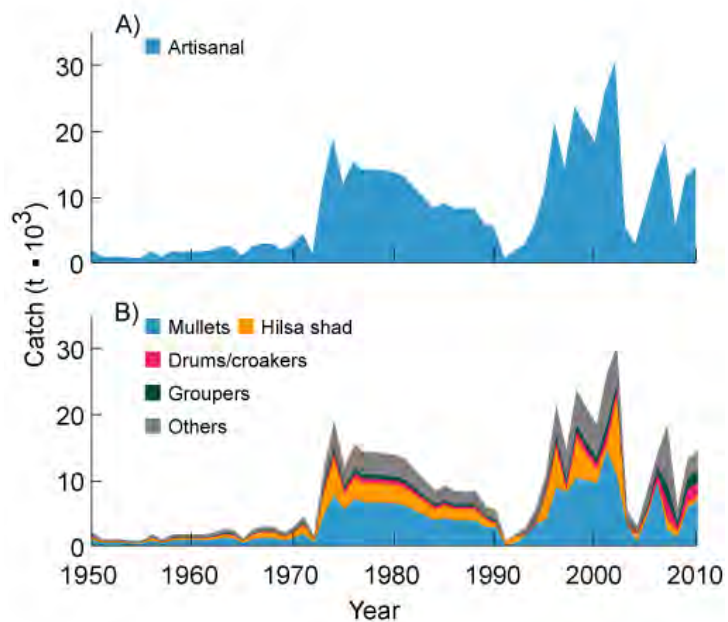 A)
Artisanal
30
20
10
0
Catch (t ▪ 10³)
B)
Mullets Hilsa shad
Drums/croakers
Groupers
Others
30
20
10
0
1950 1960 1970 1980 1990 2000 2010
Year